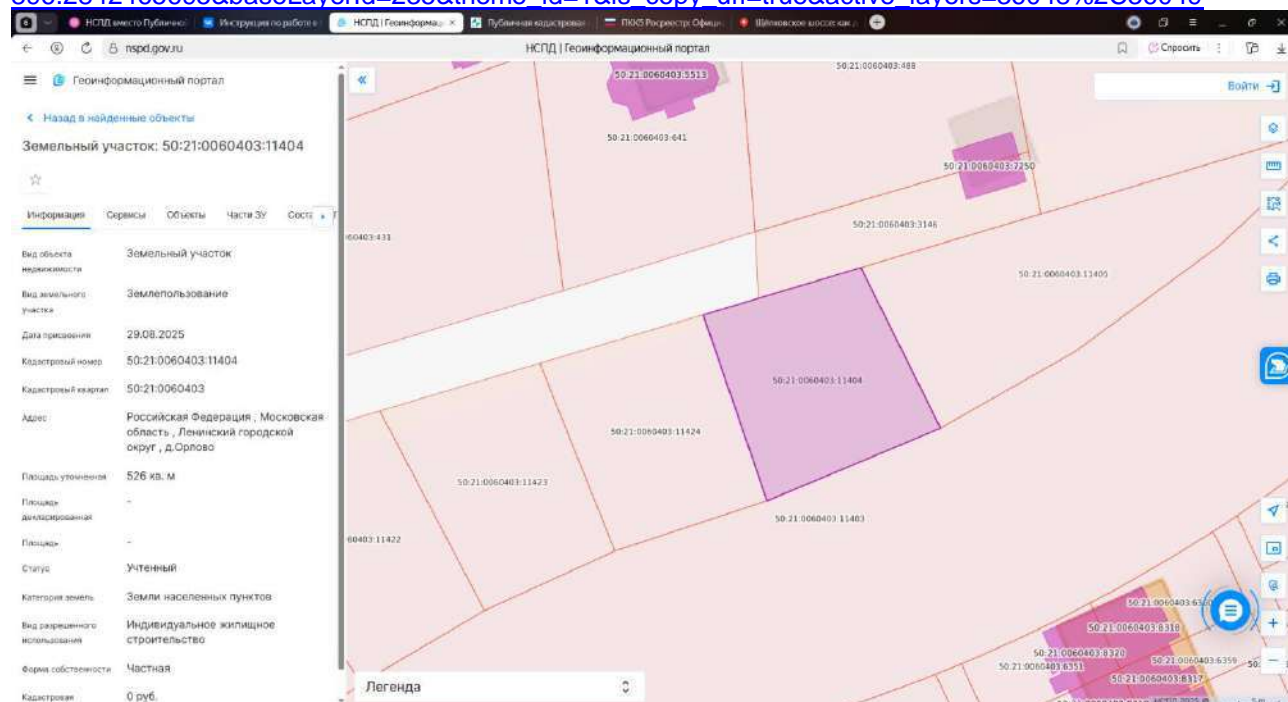 НСПД вместо Публично
Инструкция по работе с
НСПД | Геоинформац ×
Публичная кадастровая
ПКК5 Росреестр: Офици
Щёлковское шоссе как д
nspd.gov.ru
НСПД | Геоинформационный портал
Спросить
Геоинформационный портал
Войти
Назад в найденные объекты
Земельный участок: 50:21:0060403:11404
Информация Сервисы Объекты Части ЗУ Соста
Вид объекта недвижимости
Земельный участок
Вид земельного участка
Землепользование
Дата присвоения
29.08.2025
Кадастровый номер
50:21:0060403:11404
Кадастровый квартал
50:21:0060403
Адрес
Российская Федерация , Московская
область , Ленинский городской
округ , д.Орлово
Площадь уточненная
526 кв. м
Площадь декларированная
-
Площадь
-
Статус
Учтенный
Категория земель
Земли населенных пунктов
Вид разрешенного использования
Индивидуальное жилищное
строительство
Форма собственности
Частная
Кадастровая
0 руб.
50:21:0060403:5513
50:21:0060403:488
50:21:0060403:641
50:21:0060403:7250
50:21:0060403:3146
60403:431
50:21:0060403:11405
50:21:0060403:11404
50:21:0060403:11424
50:21:0060403:11423
50:21:0060403:11403
60403:11422
50:21:0060403:8318
50:21:0060403:8320
50:21:0060403:6351
50:21:0060403:6359
50:
50:21:0060403:8317
Легенда